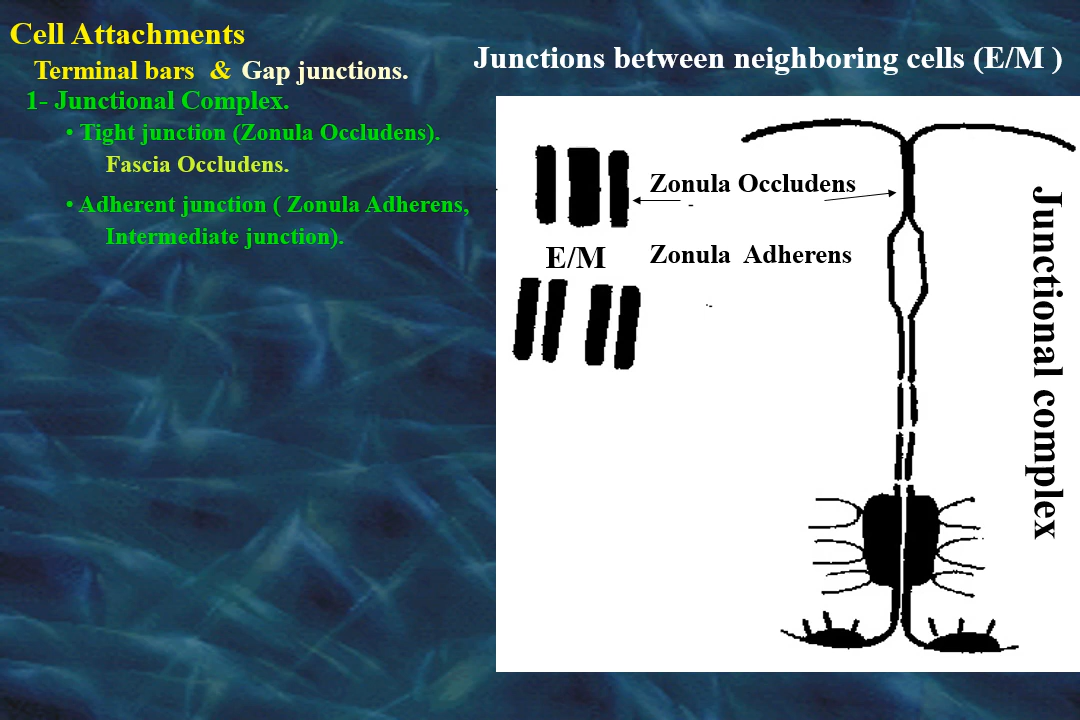 Cell Attachments
Terminal bars & Gap junctions.
1- Junctional Complex.
• Tight junction (Zonula Occludens).
Fascia Occludens.
• Adherent junction ( Zonula Adherens,
Intermediate junction).
Junctions between neighboring cells (E/M )
Zonula Occludens
E/M
Zonula Adherens
Junctional complex